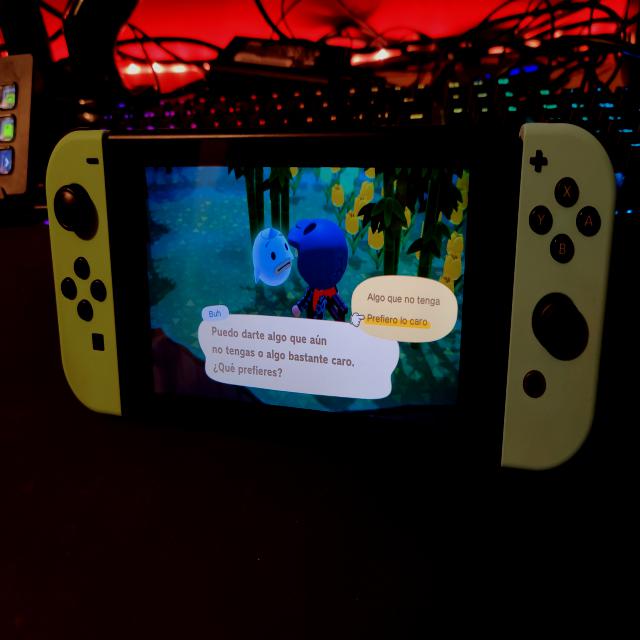 Algo que no tenga
Prefiero lo caro
Buh
Puedo darte algo que aún
no tengas o algo bastante caro.
¿Qué prefieres?
X
Y
A
B